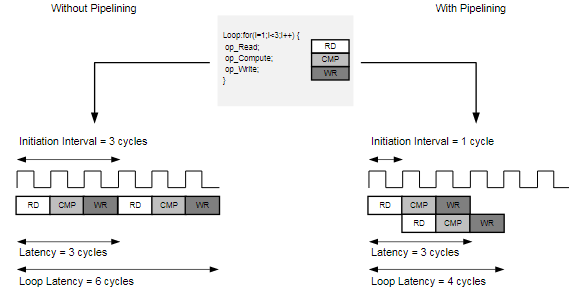 Without Pipelining
With Pipelining
Loop:for(I=1;I<3;I++) {
op_Read;
op_Compute;
op_Write;
}
RD
CMP
WR
Initiation Interval = 3 cycles
RD CMP WR RD CMP WR
Latency = 3 cycles
Loop Latency = 6 cycles
Initiation Interval = 1 cycle
RD CMP WR
RD CMP WR
Latency = 3 cycles
Loop Latency = 4 cycles